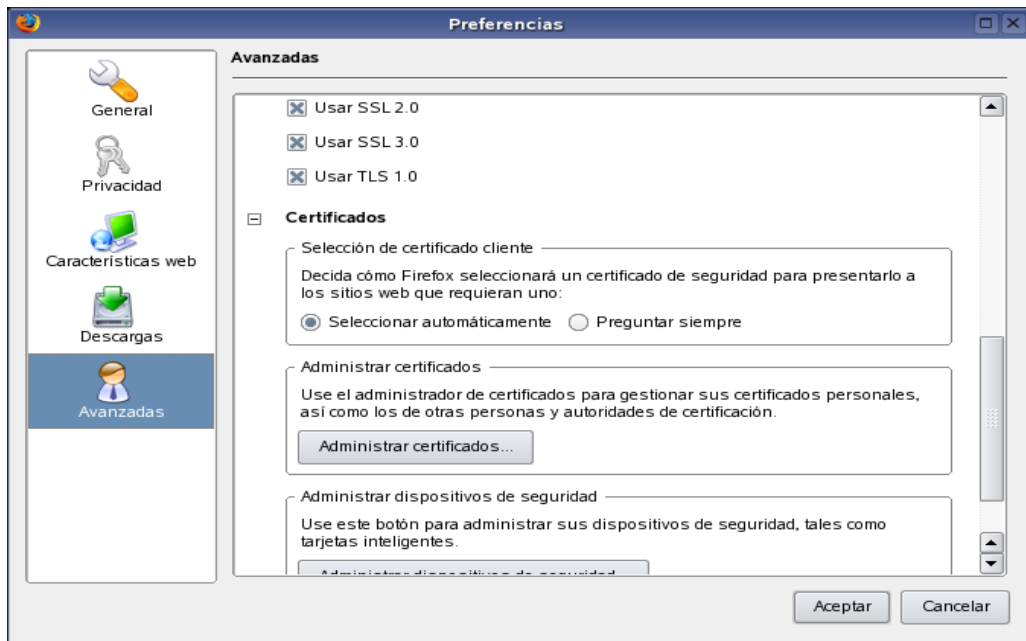 Preferencias
General
Privacidad
Características web
Descargas
Avanzadas
Avanzadas
Usar SSL 2.0
Usar SSL 3.0
Usar TLS 1.0
Certificados
Selección de certificado cliente
Decida cómo Firefox seleccionará un certificado de seguridad para presentarlo a
los sitios web que requieran uno:
Seleccionar automáticamente Preguntar siempre
Administrar certificados
Use el administrador de certificados para gestionar sus certificados personales,
así como los de otras personas y autoridades de certificación.
Administrar certificados...
Administrar dispositivos de seguridad
Use este botón para administrar sus dispositivos de seguridad, tales como
tarjetas inteligentes.
Administrar dispositivos de seguridad...
Aceptar Cancelar